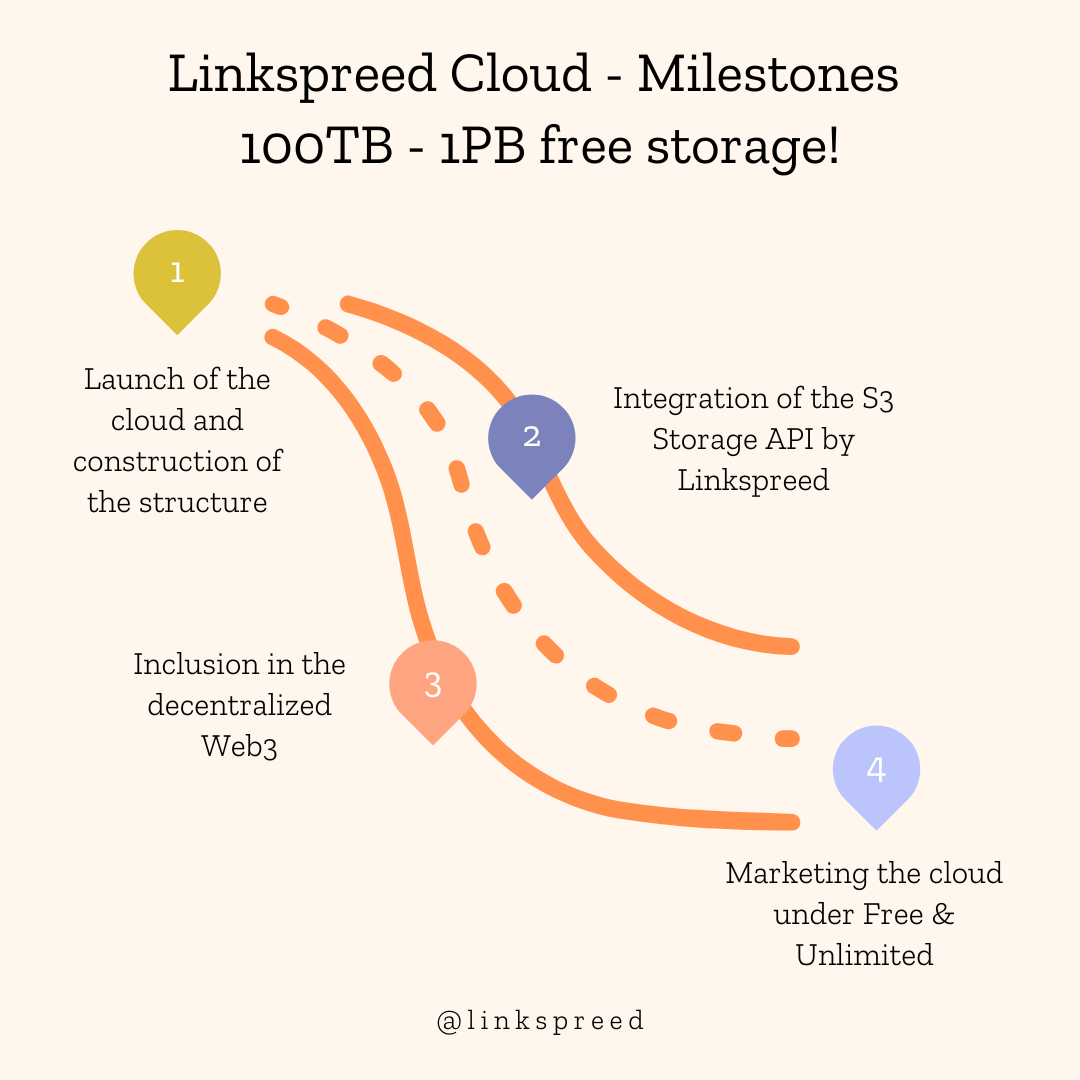 Linkspreed Cloud - Milestones
100TB - 1PB free storage!
1
Launch of the
cloud and
construction of
the structure
2
Integration of the S3
Storage API by
Linkspreed
3
Inclusion in the
decentralized
Web3
4
Marketing the cloud
under Free &
Unlimited
@linkspreed